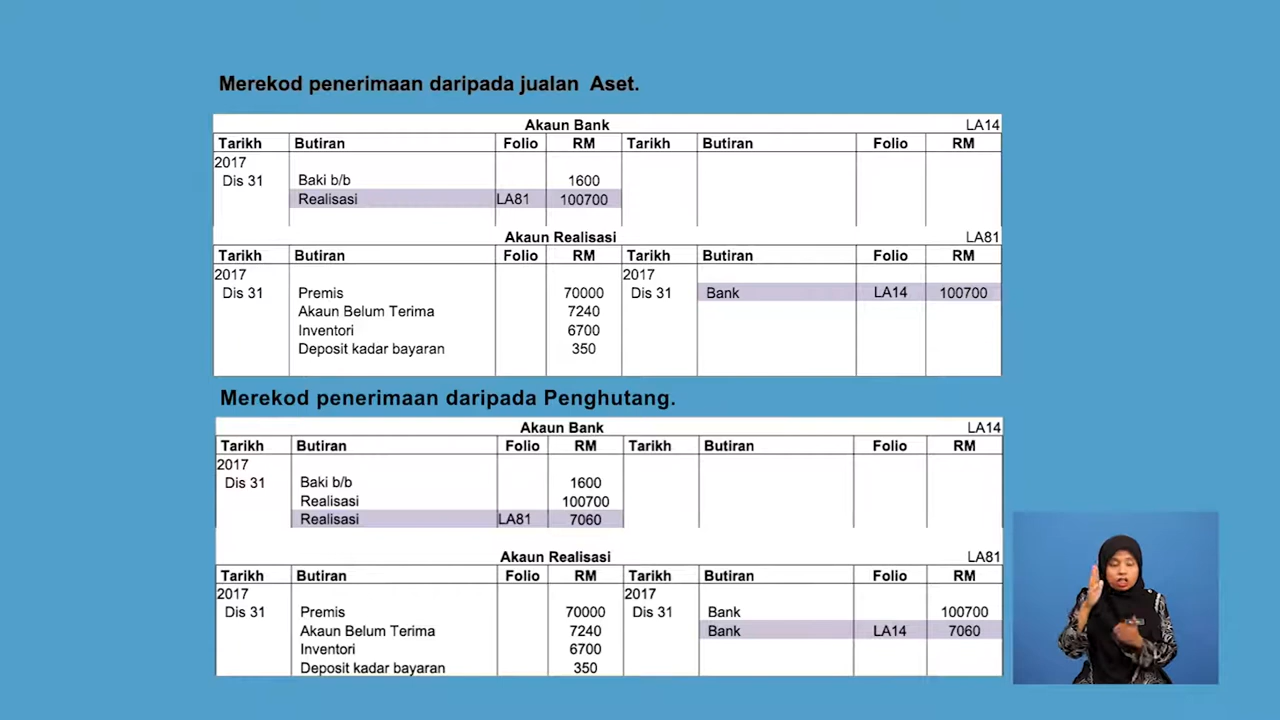 Merekod penerimaan daripada jualan Aset.
Akaun Bank LA14
Tarikh Butiran Folio RM Tarikh Butiran Folio RM
2017
Dis 31 Baki b/b 1600
Realisasi LA81 100700
Akaun Realisasi LA81
Tarikh Butiran Folio RM Tarikh Butiran Folio RM
2017 2017
Dis 31 Premis 70000 Dis 31 Bank LA14 100700
Akaun Belum Terima 7240
Inventori 6700
Deposit kadar bayaran 350
Merekod penerimaan daripada Penghutang.
Akaun Bank LA14
Tarikh Butiran Folio RM Tarikh Butiran Folio RM
2017
Dis 31 Baki b/b 1600
Realisasi 100700
Realisasi LA81 7060
Akaun Realisasi LA81
Tarikh Butiran Folio RM Tarikh Butiran Folio RM
2017 2017
Dis 31 Premis 70000 Dis 31 Bank 100700
Akaun Belum Terima 7240 Bank LA14 7060
Inventori 6700
Deposit kadar bayaran 350